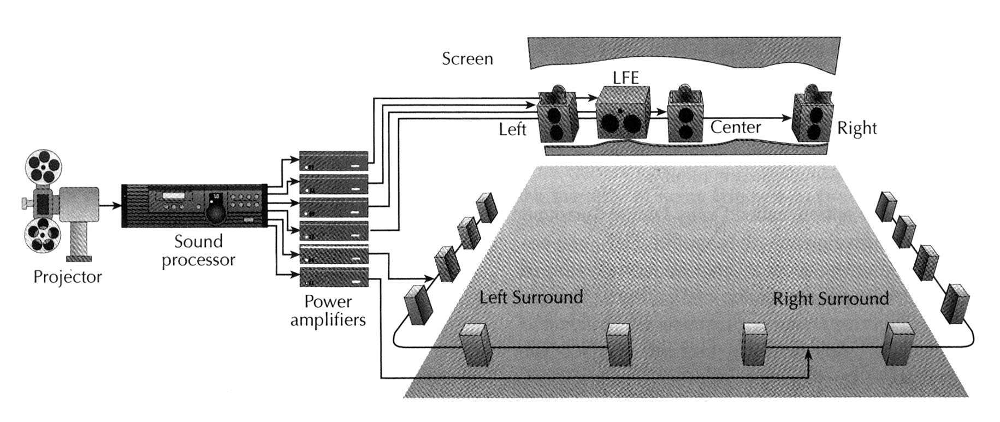 Screen
LFE
Left
Center
Right
Sound
processor
Projector
Power
amplifiers
Left Surround
Right Surround